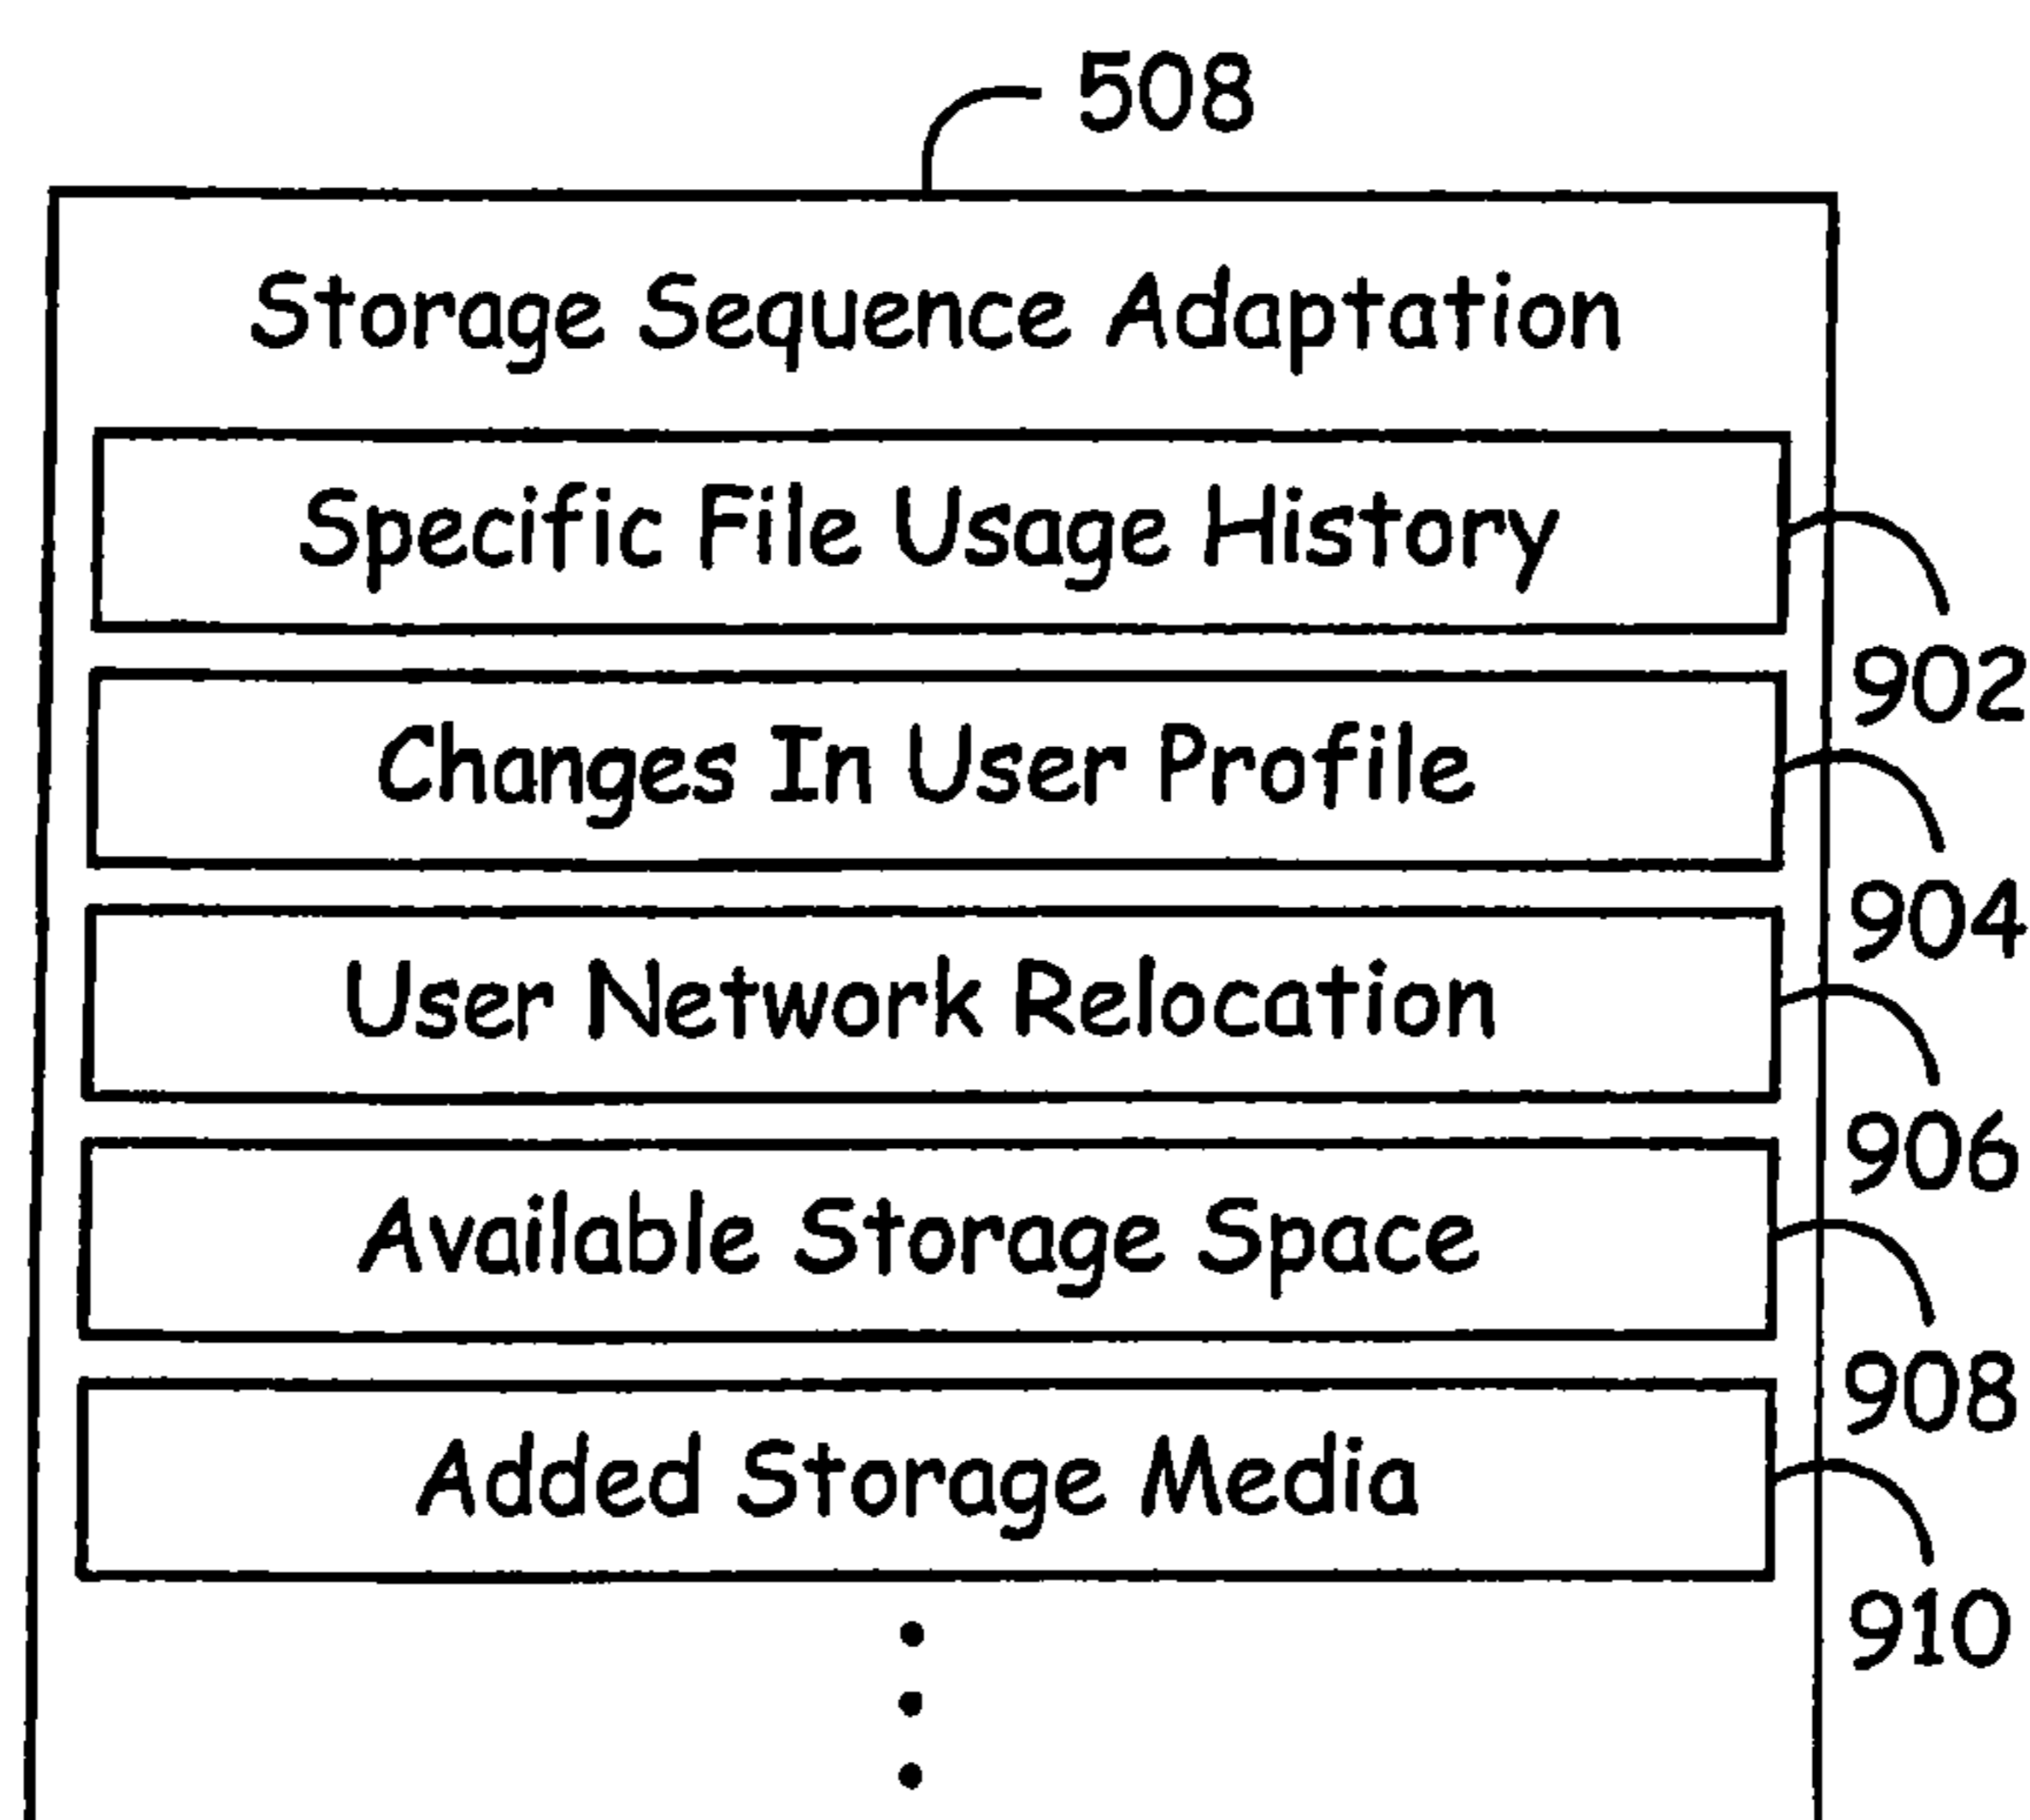 508
Storage Sequence Adaptation
Specific File Usage History
902
Changes In User Profile
904
User Network Relocation
906
Available Storage Space
908
Added Storage Media
910